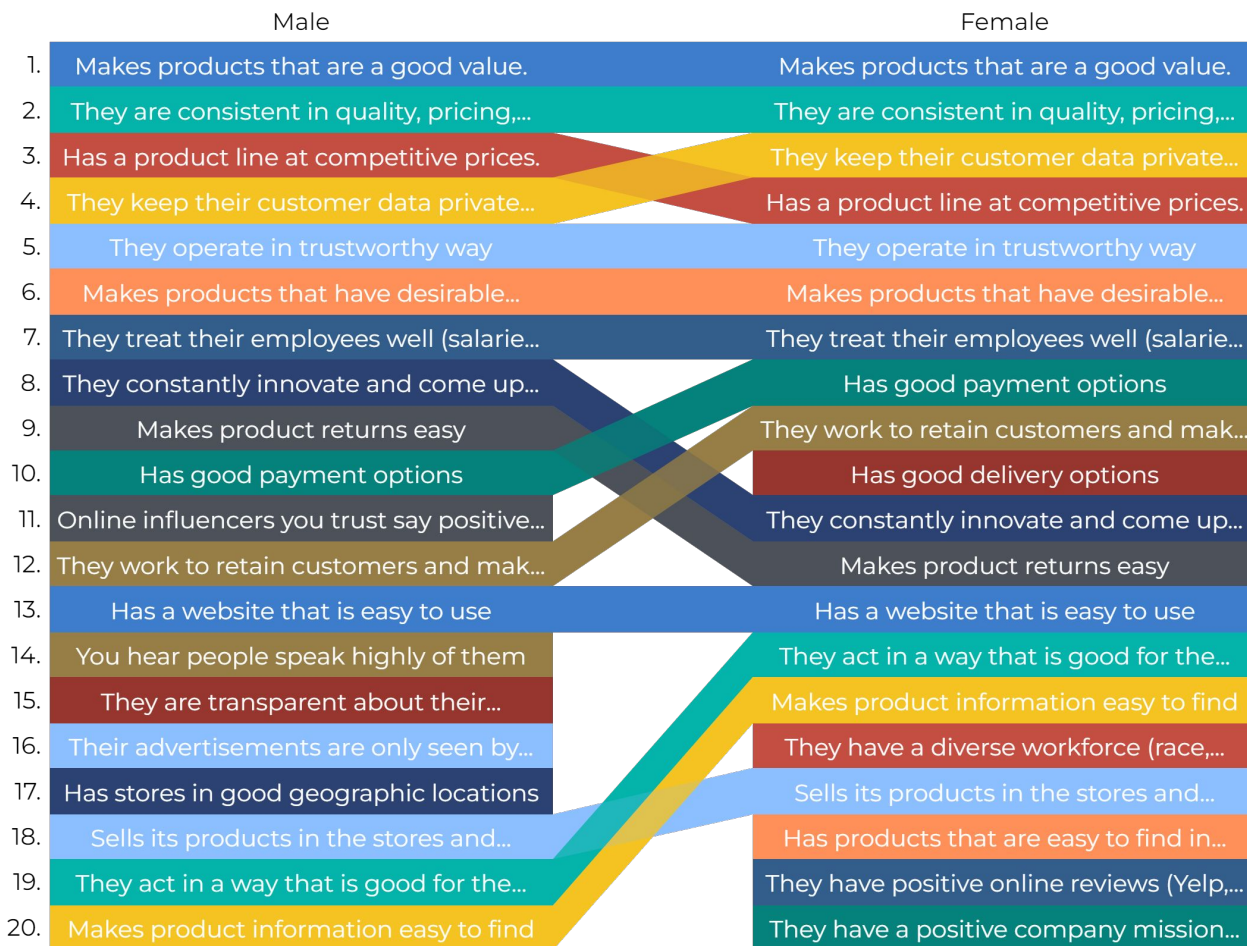 Male Female
1. Makes products that are a good value. Makes products that are a good value.
2. They are consistent in quality, pricing,... They are consistent in quality, pricing,...
3. Has a product line at competitive prices. They keep their customer data private...
4. They keep their customer data private... Has a product line at competitive prices.
5. They operate in trustworthy way They operate in trustworthy way
6. Makes products that have desirable... Makes products that have desirable...
7. They treat their employees well (salarie... They treat their employees well (salarie...
8. They constantly innovate and come up... Has good payment options
9. Makes product returns easy They work to retain customers and mak...
10. Has good payment options Has good delivery options
11. Online influencers you trust say positive... They constantly innovate and come up...
12. They work to retain customers and mak... Makes product returns easy
13. Has a website that is easy to use Has a website that is easy to use
14. You hear people speak highly of them They act in a way that is good for the...
15. They are transparent about their... Makes product information easy to find
16. Their advertisements are only seen by... They have a diverse workforce (race,...
17. Has stores in good geographic locations Sells its products in the stores and...
18. Sells its products in the stores and... Has products that are easy to find in...
19. They act in a way that is good for the... They have positive online reviews (Yelp,...
20. Makes product information easy to find They have a positive company mission...